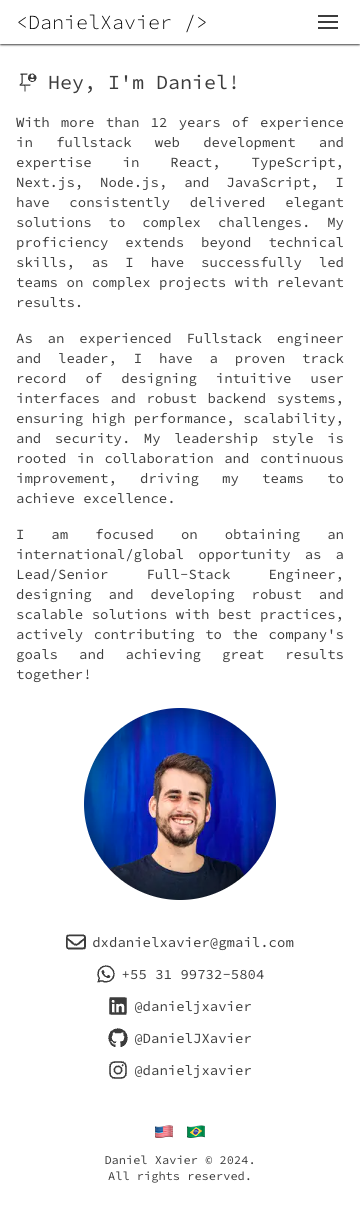 <DanielXavier />
Hey, I'm Daniel!
With more than 12 years of experience
in fullstack web development and
expertise in React, TypeScript,
Next.js, Node.js, and JavaScript, I
have consistently delivered elegant
solutions to complex challenges. My
proficiency extends beyond technical
skills, as I have successfully led
teams on complex projects with relevant
results.
As an experienced Fullstack engineer
and leader, I have a proven track
record of designing intuitive user
interfaces and robust backend systems,
ensuring high performance, scalability,
and security. My leadership style is
rooted in collaboration and continuous
improvement, driving my teams to
achieve excellence.
I am focused on obtaining an
international/global opportunity as a
Lead/Senior Full-Stack Engineer,
designing and developing robust and
scalable solutions with best practices,
actively contributing to the company's
goals and achieving great results
together!
dxdanielxavier@gmail.com
+55 31 99732-5804
@danieljxavier
@DanielJXavier
@danieljxavier
Daniel Xavier © 2024.
All rights reserved.